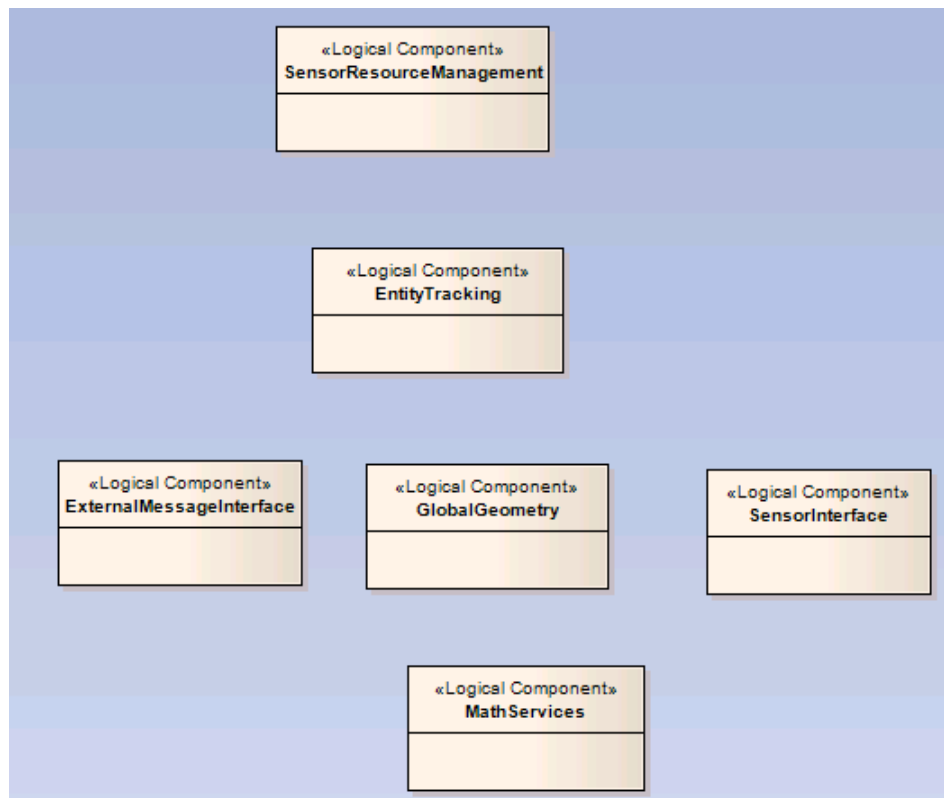 «Logical Component»
SensorResourceManagement
«Logical Component»
EntityTracking
«Logical Component»
ExternalMessageInterface
«Logical Component»
GlobalGeometry
«Logical Component»
SensorInterface
«Logical Component»
MathServices